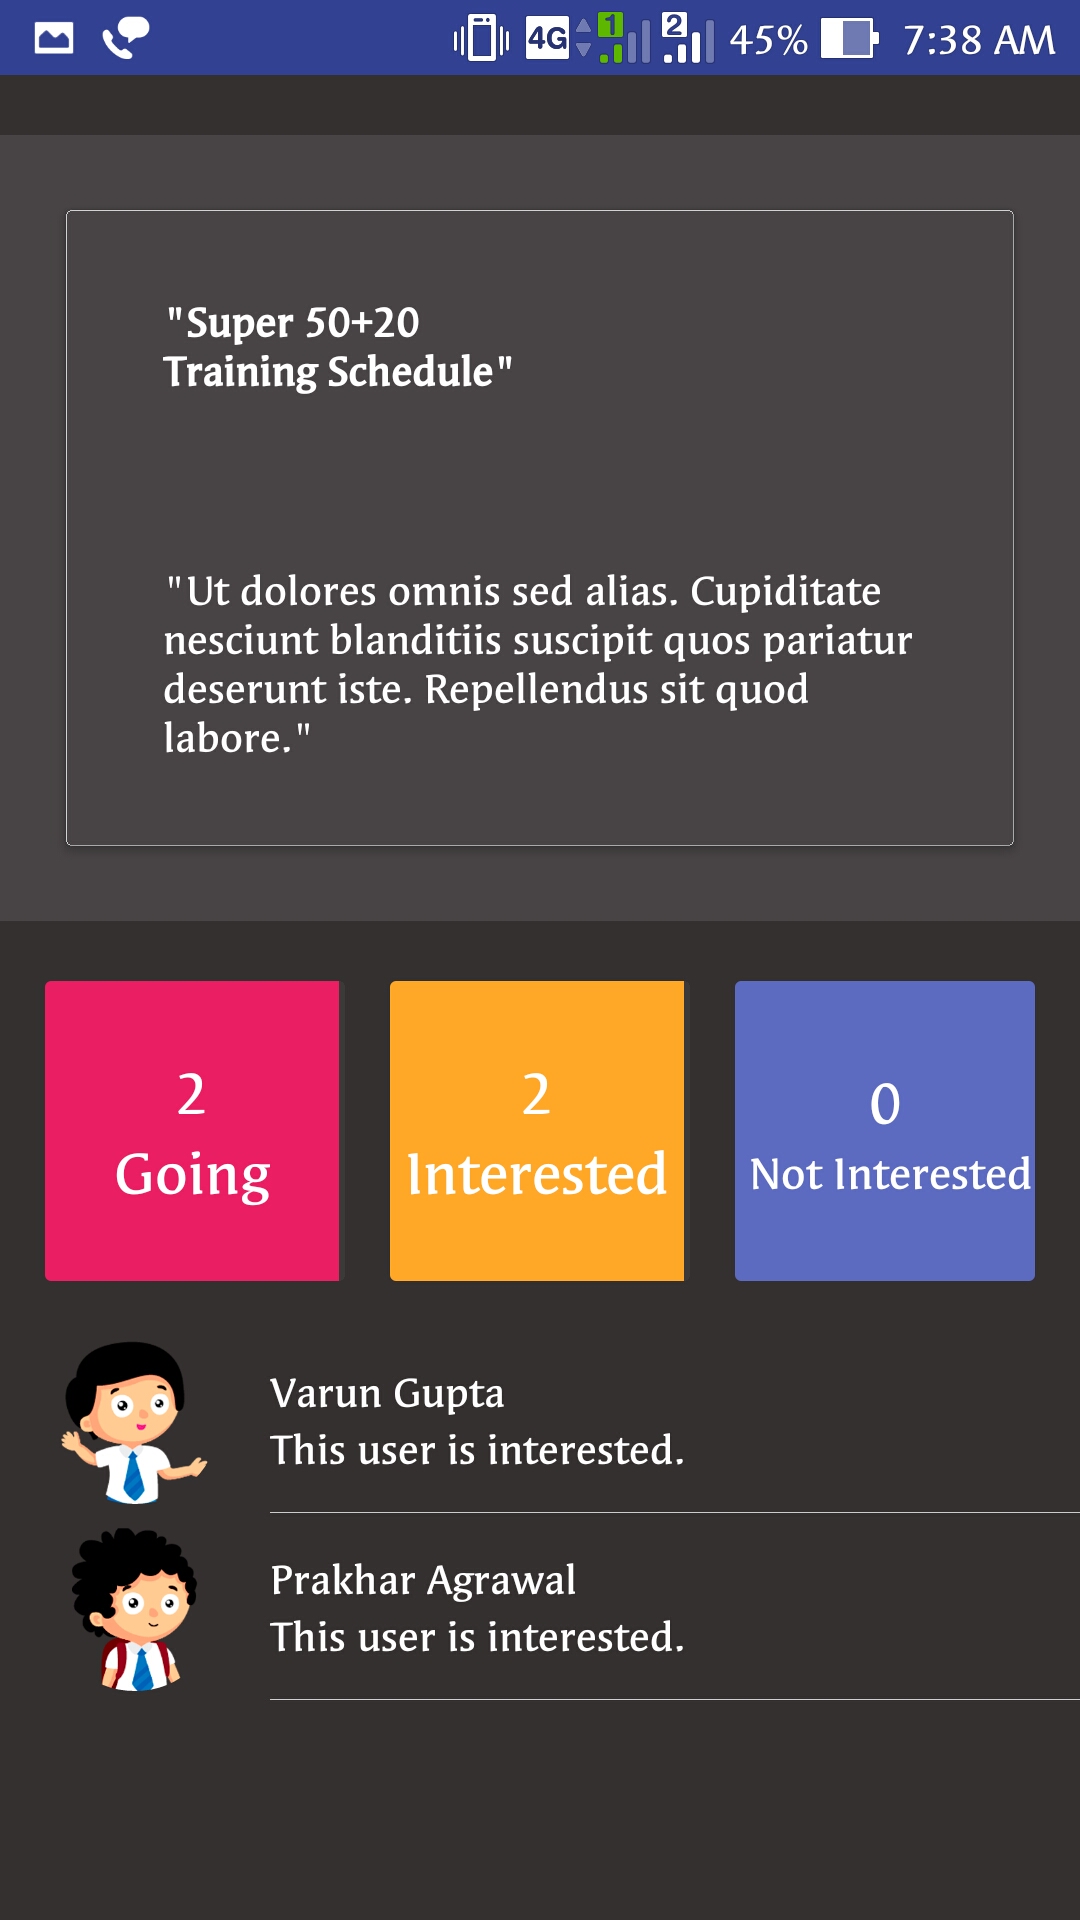 4G 1 2 45% 7:38 AM
"Super 50+20
Training Schedule"
"Ut dolores omnis sed alias. Cupiditate
nesciunt blanditiis suscipit quos pariatur
deserunt iste. Repellendus sit quod
labore."
2 2 0
Going Interested Not Interested
Varun Gupta
This user is interested.
Prakhar Agrawal
This user is interested.